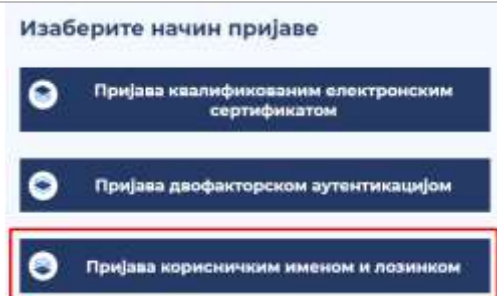 Изаберите начин пријаве
Пријава квалификованим електронским
сертификатом
Пријава двофакторском аутентикацијом
Пријава корисничким именом и лозинком